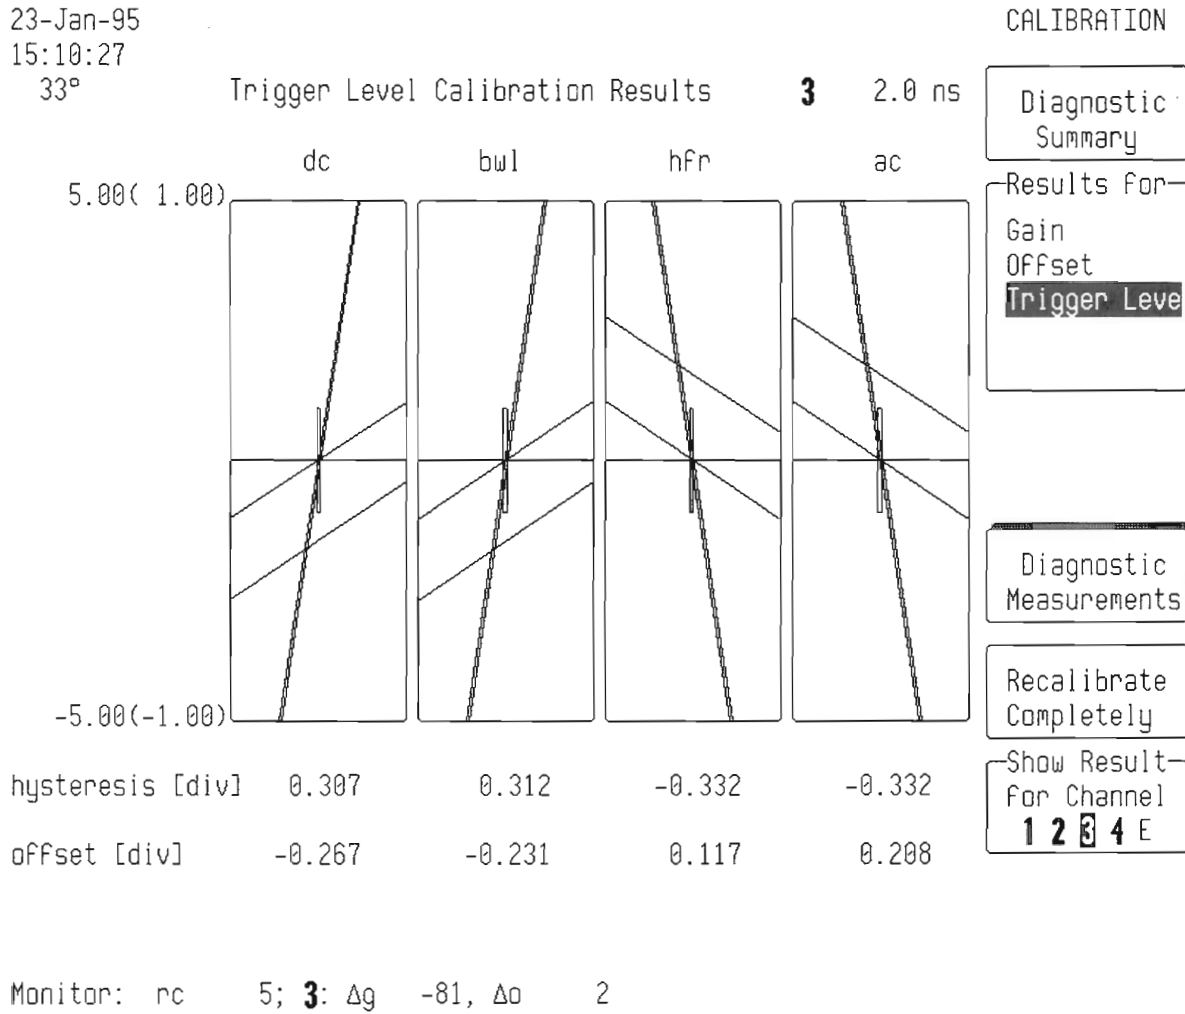 23-Jan-95
15:10:27
33°
Trigger Level Calibration Results 3 2.0 ns
dc bwl hfr ac
5.00( 1.00)
-5.00(-1.00)
hysteresis [div] 0.307 0.312 -0.332 -0.332
offset [div] -0.267 -0.231 0.117 0.208
Monitor: rc 5; 3: Δg -81, Δo 2
CALIBRATION
Diagnostic
Summary
Results for
Gain
Offset
Trigger Leve
Diagnostic
Measurements
Recalibrate
Completely
Show Result
for Channel
1 2 3 4 E